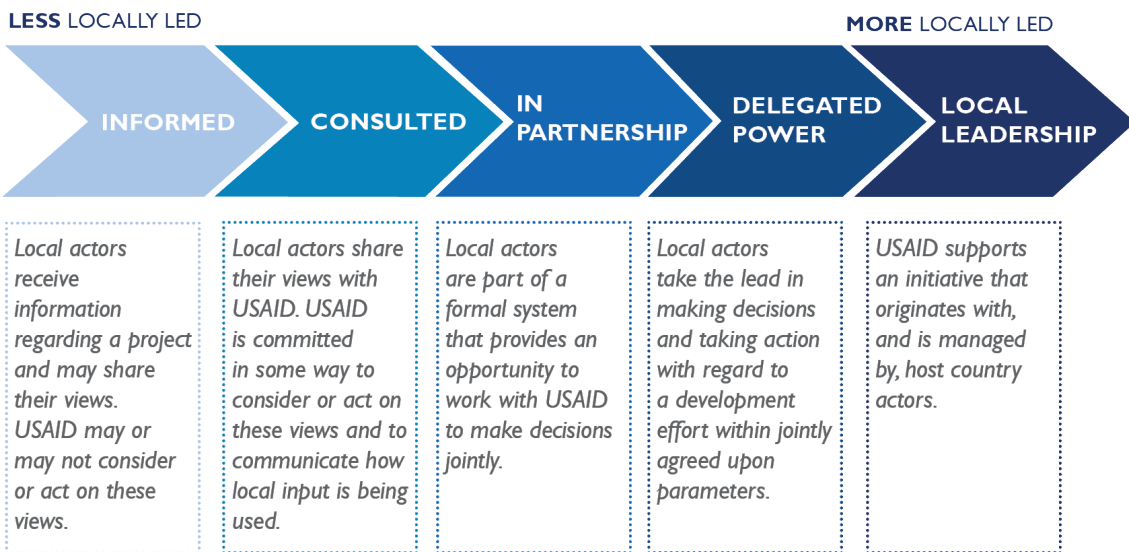 LESS LOCALLY LED
MORE LOCALLY LED
INFORMED
CONSULTED
IN
PARTNERSHIP
DELEGATED
POWER
LOCAL
LEADERSHIP
Local actors
receive
information
regarding a project
and may share
their views.
USAID may or
may not consider
or act on these
views.
Local actors share
their views with
USAID. USAID
is committed
in some way to
consider or act on
these views and to
communicate how
local input is being
used.
Local actors
are part of a
formal system
that provides an
opportunity to
work with USAID
to make decisions
jointly.
Local actors
take the lead in
making decisions
and taking action
with regard to
a development
effort within jointly
agreed upon
parameters.
USAID supports
an initiative that
originates with,
and is managed
by, host country
actors.